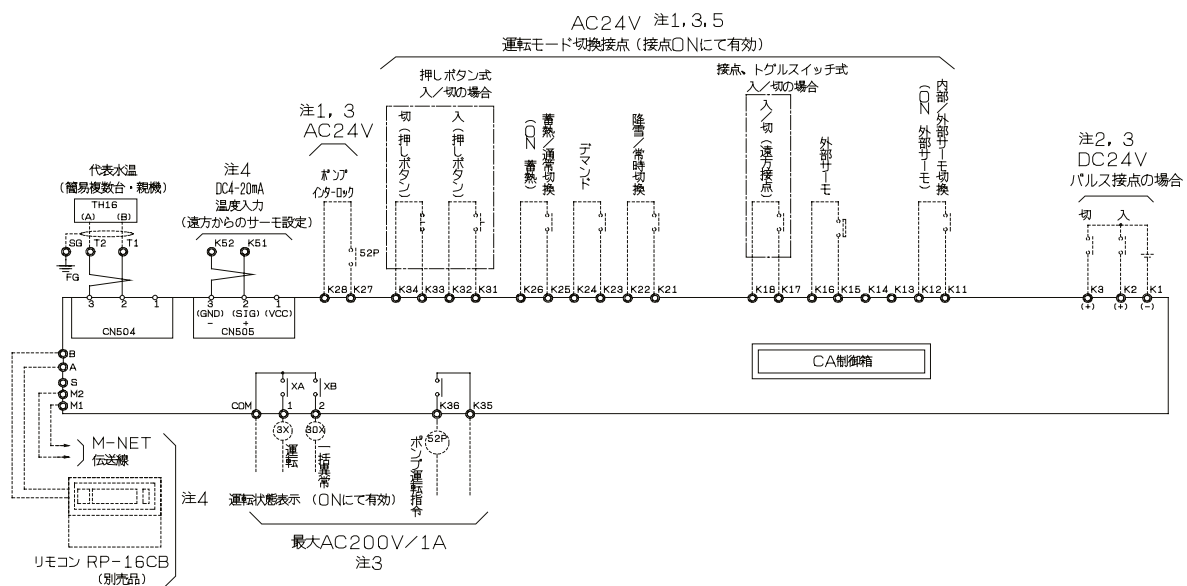 AC24V 注1,3,5
運転モード切換接点(接点ONにて有効)
押しボタン式
入/切の場合
接点、トグルスイッチ式
入/切の場合
注1,3
AC24V
ポンプ
インターロック
切(押しボタン)
入(押しボタン)
蓄熱/通常切換
(ON 蓄熱)
デマンド
降雪/常時切換
入/切(遠方接点)
外部サーモ
内部/外部サーモ切換
(ON 外部サーモ)
注2,3
DC24V
パルス接点の場合
切 入
代表水温
(簡易複数台・親機)
TH16
(A) (B)
SG T2 T1
FG
注4
DC4-20mA
温度入力
(遠方からのサーモ設定)
K52 K51
52P
3 2 1
CN504
3 2 1
(GND) (SIG) (VCC)
- +
CN505
K28 K27 K34 K33 K32 K31 K26 K25 K24 K23 K22 K21 K18 K17 K16 K15 K14 K13 K12 K11 K3 K2 K1
(+) (+) (-)
CA制御箱
B
A
S
M2
M1
XA XB
COM 1 2 K36 K35
3X 30X 52P
運転
一括異常
ポンプ運転指令
M-NET
伝送線
注4
運転状態表示 (ONにて有効)
最大AC200V/1A
注3
リモコン RP-16CB
(別売品)